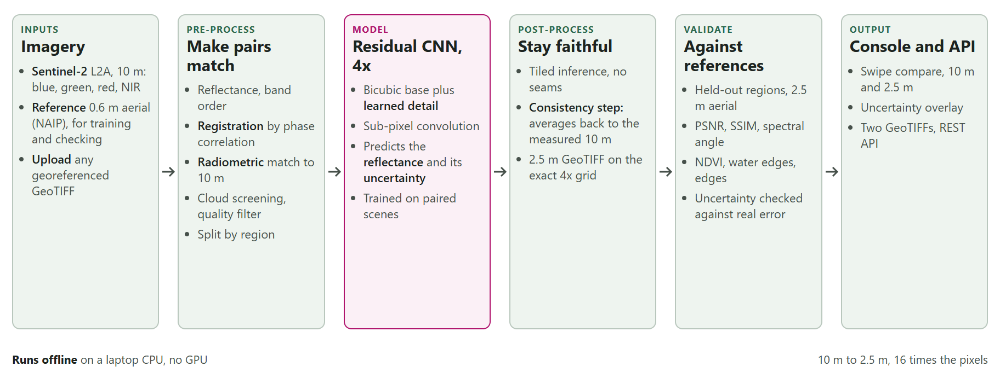 INPUTS
Imagery
Sentinel-2 L2A, 10 m:
blue, green, red, NIR
Reference 0.6 m aerial
(NAIP), for training
and checking
Upload any
georeferenced
GeoTIFF
PRE-PROCESS
Make pairs
match
Reflectance, band
order
Registration by phase
correlation
Radiometric match to
10 m
Cloud screening,
quality filter
Split by region
MODEL
Residual CNN,
4x
Bicubic base plus
learned detail
Sub-pixel convolution
Predicts the
reflectance and its
uncertainty
Trained on paired
scenes
POST-PROCESS
Stay faithful
Tiled inference, no
seams
Consistency step:
averages back to the
measured 10 m
2.5 m GeoTIFF on the
exact 4x grid
VALIDATE
Against
references
Held-out regions, 2.5
m aerial
PSNR, SSIM, spectral
angle
NDVI, water edges,
edges
Uncertainty checked
against real error
OUTPUT
Console and API
Swipe compare, 10 m
and 2.5 m
Uncertainty overlay
Two GeoTIFFs, REST
API
Runs offline on a laptop CPU, no GPU
10 m to 2.5 m, 16 times the pixels